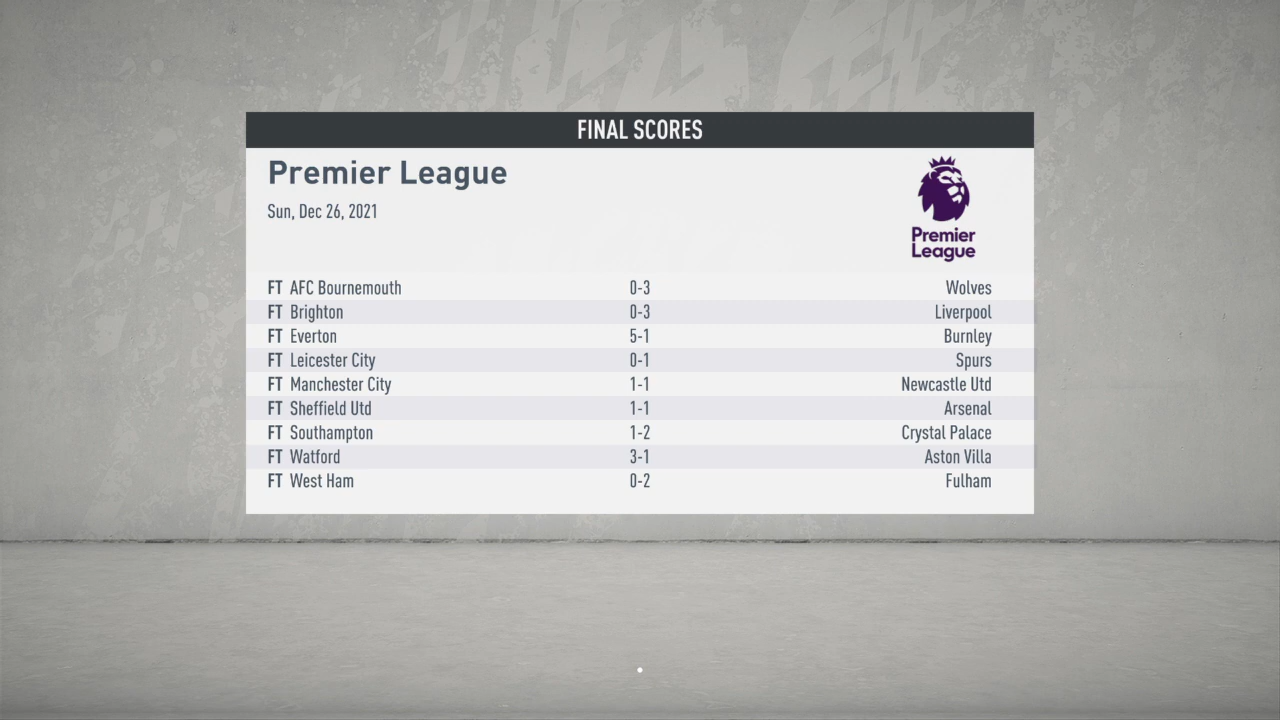 FINAL SCORES
Premier League
Sun, Dec 26, 2021
Premier
League
FT AFC Bournemouth 0-3 Wolves
FT Brighton 0-3 Liverpool
FT Everton 5-1 Burnley
FT Leicester City 0-1 Spurs
FT Manchester City 1-1 Newcastle Utd
FT Sheffield Utd 1-1 Arsenal
FT Southampton 1-2 Crystal Palace
FT Watford 3-1 Aston Villa
FT West Ham 0-2 Fulham